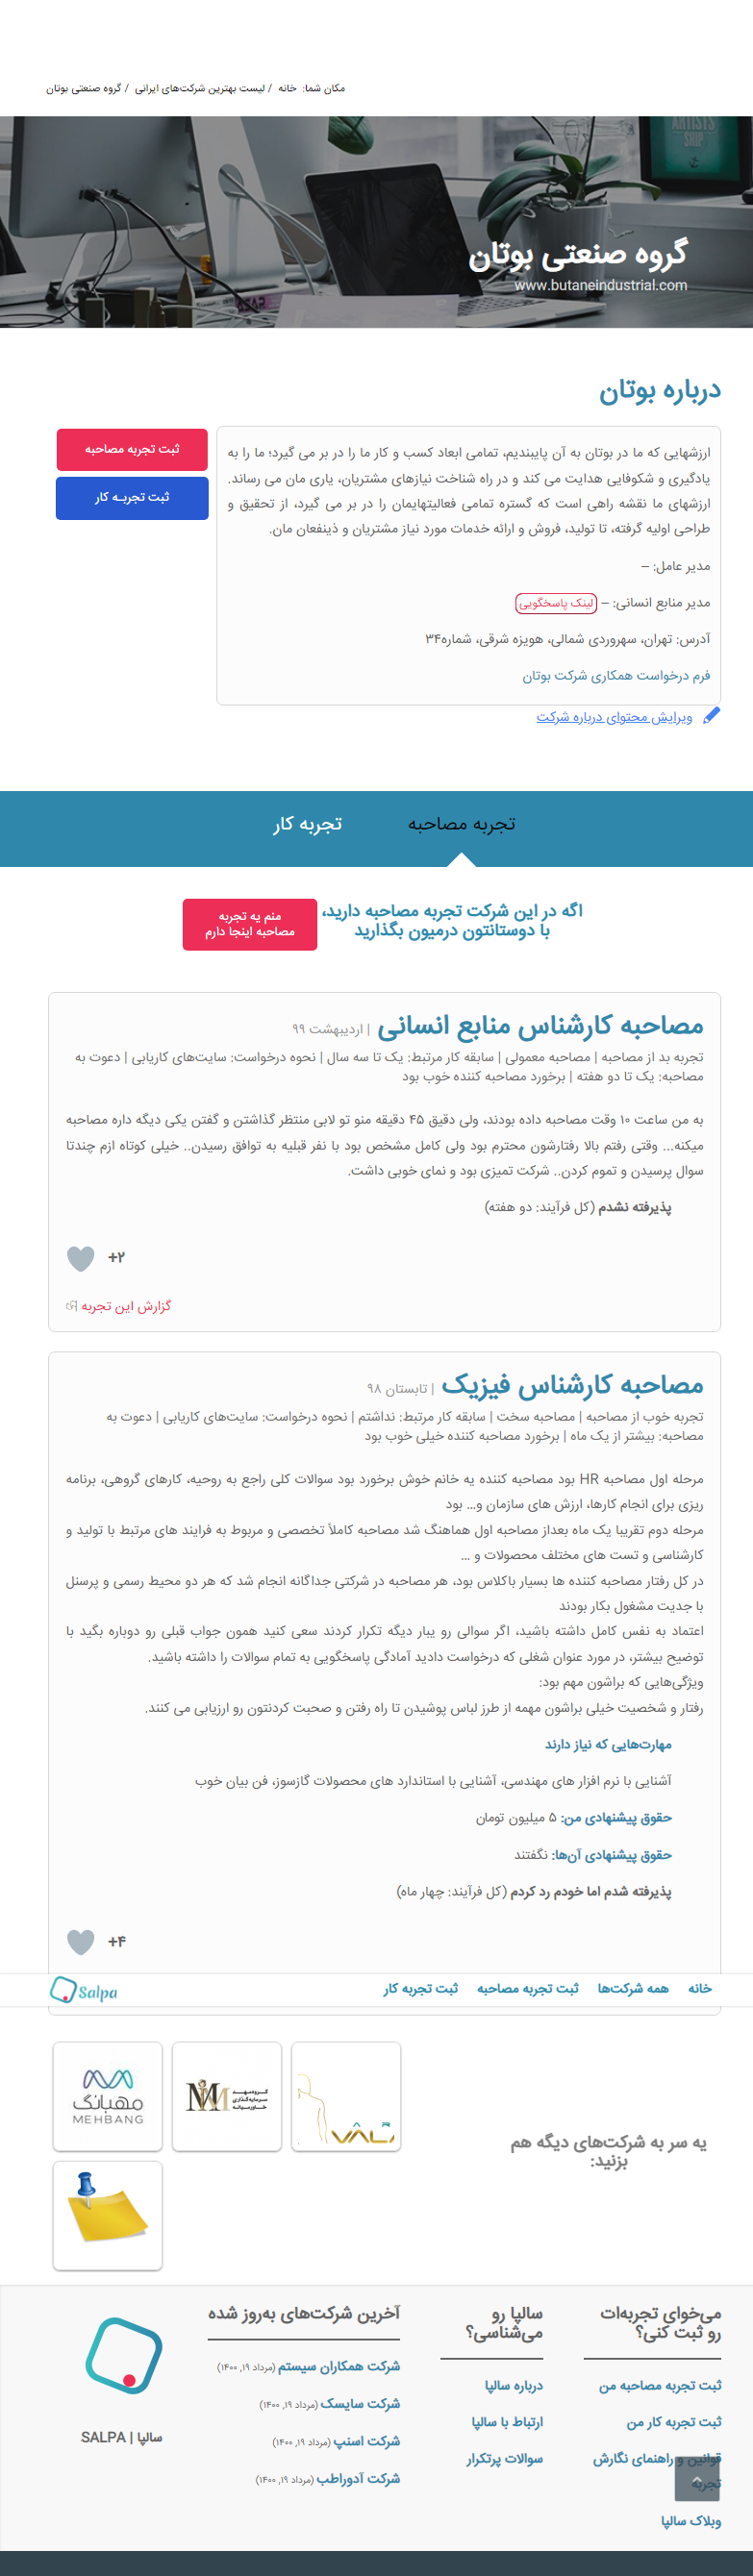 مکان شما: خانه / لیست بهترین شرکت‌های ایرانی / گروه صنعتی بوتان
ARTISTS
SHIP
گروه صنعتی بوتان
www.butaneindustrial.com
درباره بوتان
ارزشهایی که ما در بوتان به آن پایبندیم، تمامی ابعاد کسب و کار ما را در بر می گیرد؛ ما را به
یادگیری و شکوفایی هدایت می کند و در راه شناخت نیازهای مشتریان، یاری مان می رساند.
ارزشهای ما نقشه راهی است که گستره تمامی فعالیتهایمان را در بر می گیرد، از تحقیق و
طراحی اولیه گرفته، تا تولید، فروش و ارائه خدمات مورد نیاز مشتریان و ذینفعان مان.
مدیر عامل: –
مدیر منابع انسانی: – لینک پاسخگویی
آدرس: تهران، سهروردی شمالی، هویزه شرقی، شماره۳۴
فرم درخواست همکاری شرکت بوتان
ویرایش محتوای درباره شرکت
ثبت تجربه مصاحبه
ثبت تجربـه کار
تجربه مصاحبه
تجربه کار
اگه در این شرکت تجربه مصاحبه دارید،
با دوستانتون درمیون بگذارید
منم یه تجربه
مصاحبه اینجا دارم
مصاحبه کارشناس منابع انسانی | اردیبهشت ۹۹
تجربه بد از مصاحبه | مصاحبه معمولی | سابقه کار مرتبط: یک تا سه سال | نحوه درخواست: سایت‌های کاریابی | دعوت به
مصاحبه: یک تا دو هفته | برخورد مصاحبه کننده خوب بود
به من ساعت ۱۰ وقت مصاحبه داده بودند، ولی دقیق ۴۵ دقیقه منو تو لابی منتظر گذاشتن و گفتن یکی دیگه داره مصاحبه
میکنه... وقتی رفتم بالا رفتارشون محترم بود ولی کامل مشخص بود با نفر قبلیه به توافق رسیدن.. خیلی کوتاه ازم چندتا
سوال پرسیدن و تموم کردن.. شرکت تمیزی بود و نمای خوبی داشت.
پذیرفته نشدم (کل فرآیند: دو هفته)
+۲
گزارش این تجربه
مصاحبه کارشناس فیزیک | تابستان ۹۸
تجربه خوب از مصاحبه | مصاحبه سخت | سابقه کار مرتبط: نداشتم | نحوه درخواست: سایت‌های کاریابی | دعوت به
مصاحبه: بیشتر از یک ماه | برخورد مصاحبه کننده خیلی خوب بود
مرحله اول مصاحبه HR بود مصاحبه کننده یه خانم خوش برخورد بود سوالات کلی راجع به روحیه، کارهای گروهی، برنامه
ریزی برای انجام کارها، ارزش های سازمان و... بود
مرحله دوم تقریبا یک ماه بعداز مصاحبه اول هماهنگ شد مصاحبه کاملاً تخصصی و مربوط به فرایند های مرتبط با تولید و
کارشناسی و تست های مختلف محصولات و ...
در کل رفتار مصاحبه کننده ها بسیار باکلاس بود، هر مصاحبه در شرکتی جداگانه انجام شد که هر دو محیط رسمی و پرسنل
با جدیت مشغول بکار بودند
اعتماد به نفس کامل داشته باشید، اگر سوالی رو یبار دیگه تکرار کردند سعی کنید همون جواب قبلی رو دوباره بگید با
توضیح بیشتر، در مورد عنوان شغلی که درخواست دادید آمادگی پاسخگویی به تمام سوالات را داشته باشید.
ویژگی‌هایی که براشون مهم بود:
رفتار و شخصیت خیلی براشون مهمه از طرز لباس پوشیدن تا راه رفتن و صحبت کردنتون رو ارزیابی می کنند.
مهارت‌هایی که نیاز دارند
آشنایی با نرم افزار های مهندسی، آشنایی با استاندارد های محصولات گازسوز، فن بیان خوب
حقوق پیشنهادی من: ۵ میلیون تومان
حقوق پیشنهادی آن‌ها: نگفتند
پذیرفته شدم اما خودم رد کردم (کل فرآیند: چهار ماه)
+۴
خانه
همه شرکت‌ها
ثبت تجربه مصاحبه
ثبت تجربه کار
Salpa
یه سر به شرکت‌های دیگه هم
بزنید:
گروه مهند
سرمایه‌گذاری
خاورمیانه
مهبانگ
MEHBANG
می‌خوای تجربه‌ات
رو ثبت کنی؟
ثبت تجربه مصاحبه من
ثبت تجربه کار من
قوانین و راهنمای نگارش
تجربه
وبلاگ سالپا
سالپا رو
می‌شناسی؟
درباره سالپا
ارتباط با سالپا
سوالات پرتکرار
آخرین شرکت‌های به‌روز شده
شرکت همکاران سیستم (مرداد ۱۹, ۱۴۰۰)
شرکت سایسک (مرداد ۱۹, ۱۴۰۰)
شرکت اسنپ (مرداد ۱۹, ۱۴۰۰)
شرکت آدوراطب (مرداد ۱۹, ۱۴۰۰)
سالپا | SALPA